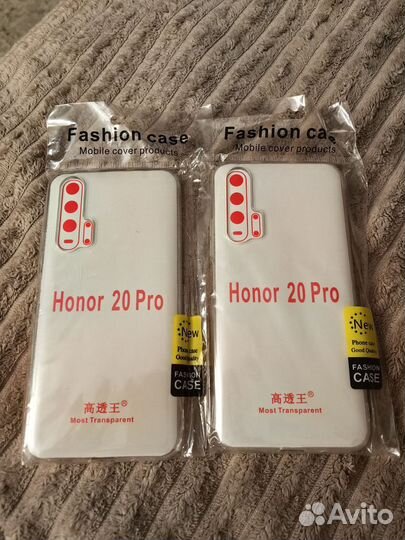 Fashion case
Mobile cover products
Honor 20 Pro
New
Phone case
Good Quality
FASHION
CASE
高透王®
Most Transparent
Fashion case
Mobile cover products
Honor 20 Pro
New
Phone case
Good Quality
FASHION
CASE
高透王®
Most Transparent
Avito